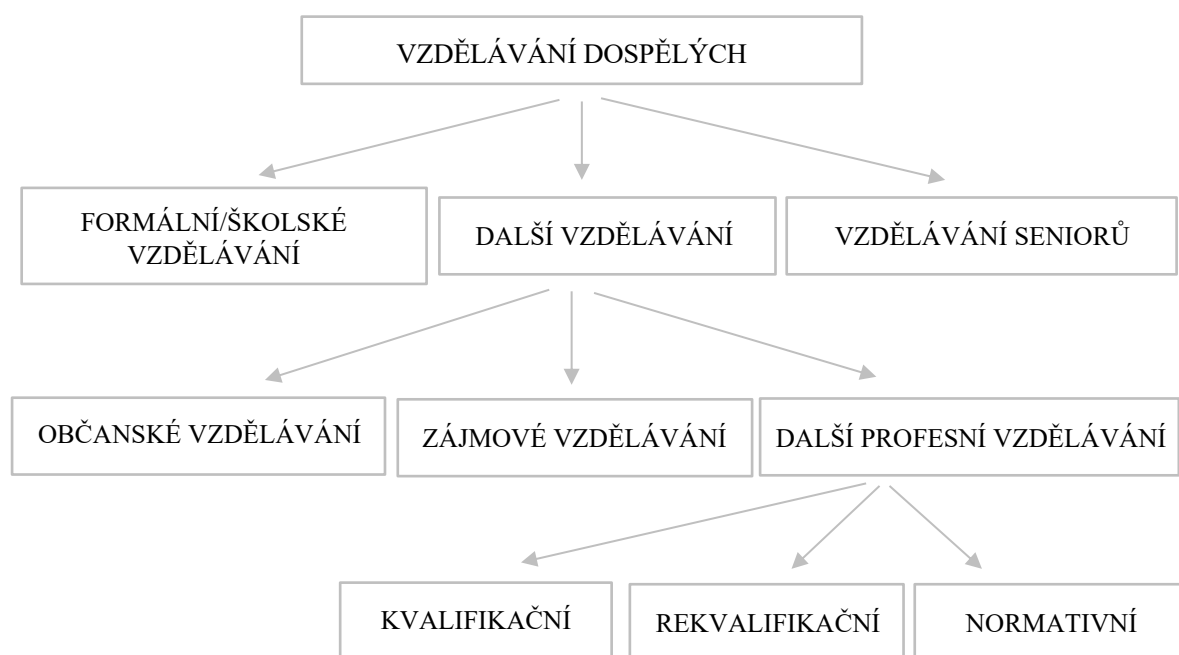 VZDĚLÁVÁNÍ DOSPĚLÝCH
FORMÁLNÍ/ŠKOLSKÉ
VZDĚLÁVÁNÍ
DALŠÍ VZDĚLÁVÁNÍ
VZDĚLÁVÁNÍ SENIORŮ
OBČANSKÉ VZDĚLÁVÁNÍ
ZÁJMOVÉ VZDĚLÁVÁNÍ
DALŠÍ PROFESNÍ VZDĚLÁVÁNÍ
KVALIFIKAČNÍ
REKVALIFIKAČNÍ
NORMATIVNÍ